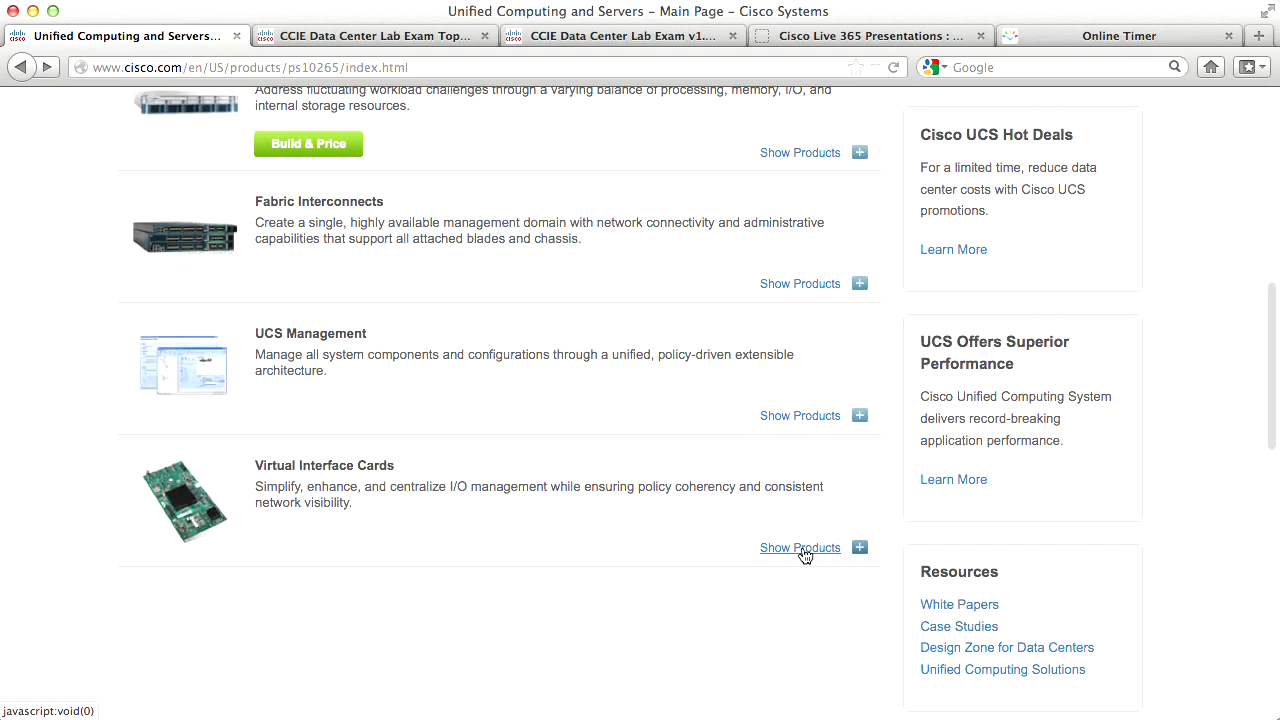 Unified Computing and Servers – Main Page – Cisco Systems
Unified Computing and Servers...
CCIE Data Center Lab Exam Top...
CCIE Data Center Lab Exam v1....
Cisco Live 365 Presentations : ...
Online Timer
www.cisco.com/en/US/products/ps10265/index.html
Google
Address fluctuating workload challenges through a varying balance of processing, memory, I/O, and
internal storage resources.
Build & Price
Show Products
Fabric Interconnects
Create a single, highly available management domain with network connectivity and administrative
capabilities that support all attached blades and chassis.
Show Products
UCS Management
Manage all system components and configurations through a unified, policy-driven extensible
architecture.
Show Products
Virtual Interface Cards
Simplify, enhance, and centralize I/O management while ensuring policy coherency and consistent
network visibility.
Show Products
Cisco UCS Hot Deals
For a limited time, reduce data
center costs with Cisco UCS
promotions.
Learn More
UCS Offers Superior
Performance
Cisco Unified Computing System
delivers record-breaking
application performance.
Learn More
Resources
White Papers
Case Studies
Design Zone for Data Centers
Unified Computing Solutions
javascript:void(0)